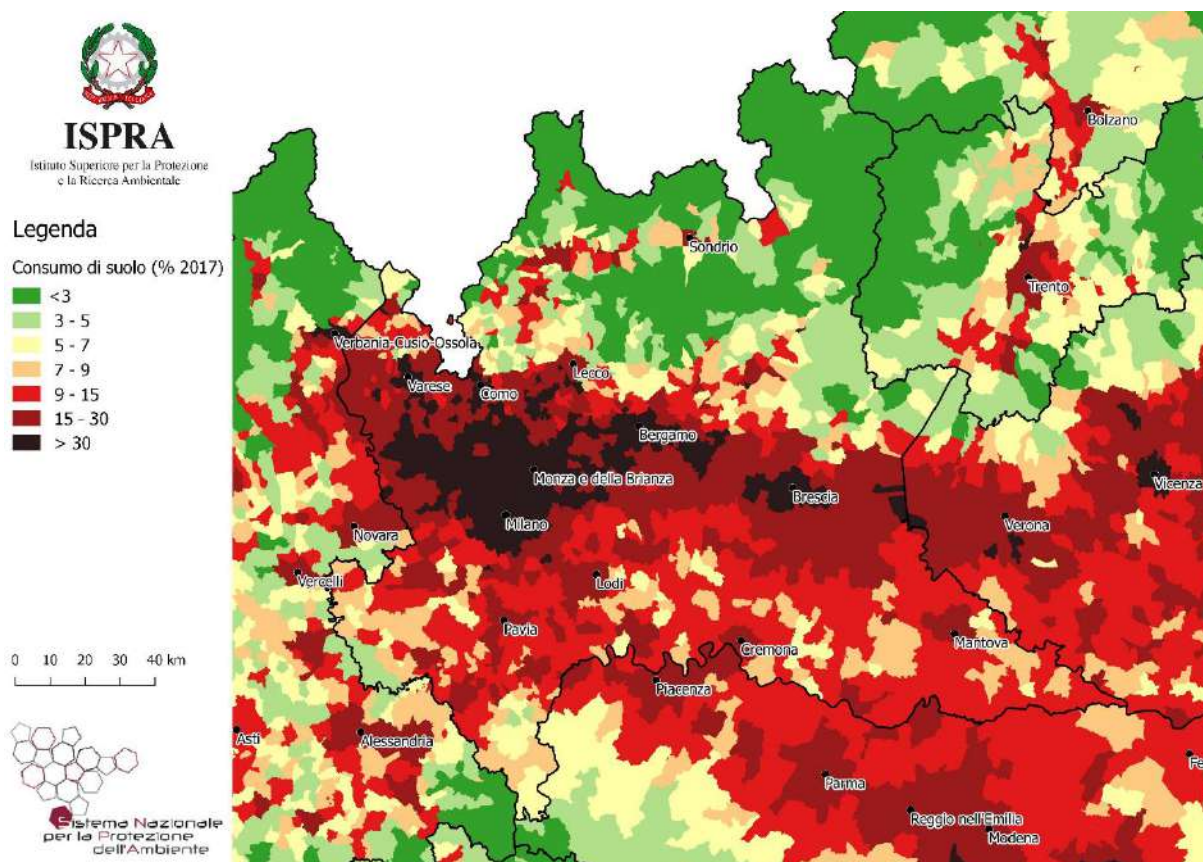 ISPRA
Istituto Superiore per la Protezione
e la Ricerca Ambientale
Legenda
Consumo di suolo (% 2017)
<3
3 - 5
5 - 7
7 - 9
9 - 15
15 - 30
> 30
0 10 20 30 40 km
Sistema Nazionale
per la Protezione
dell'Ambiente
Bolzano
Sondrio
Trento
Verbania-Cusio-Ossola
Lecco
Varese
Como
Bergamo
Monza e della Brianza
Brescia
Vicenza
Milano
Verona
Novara
Vercelli
Lodi
Pavia
Mantova
Cremona
Piacenza
Asti
Alessandria
Fe
Parma
Reggio nell'Emilia
Modena